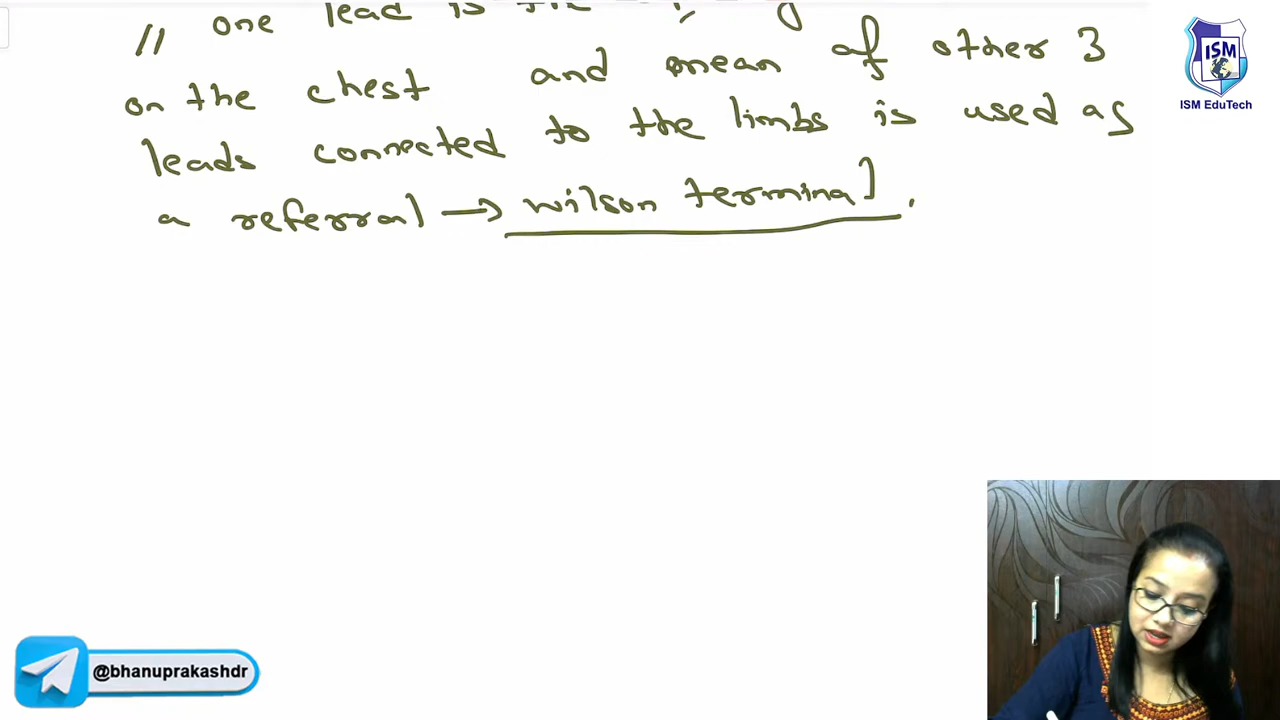 // one lead is the
on the chest and mean of other 3
leads connected to the limbs is used as
a referral → wilson terminal.
ISM
ISM EduTech
@bhanuprakashdr